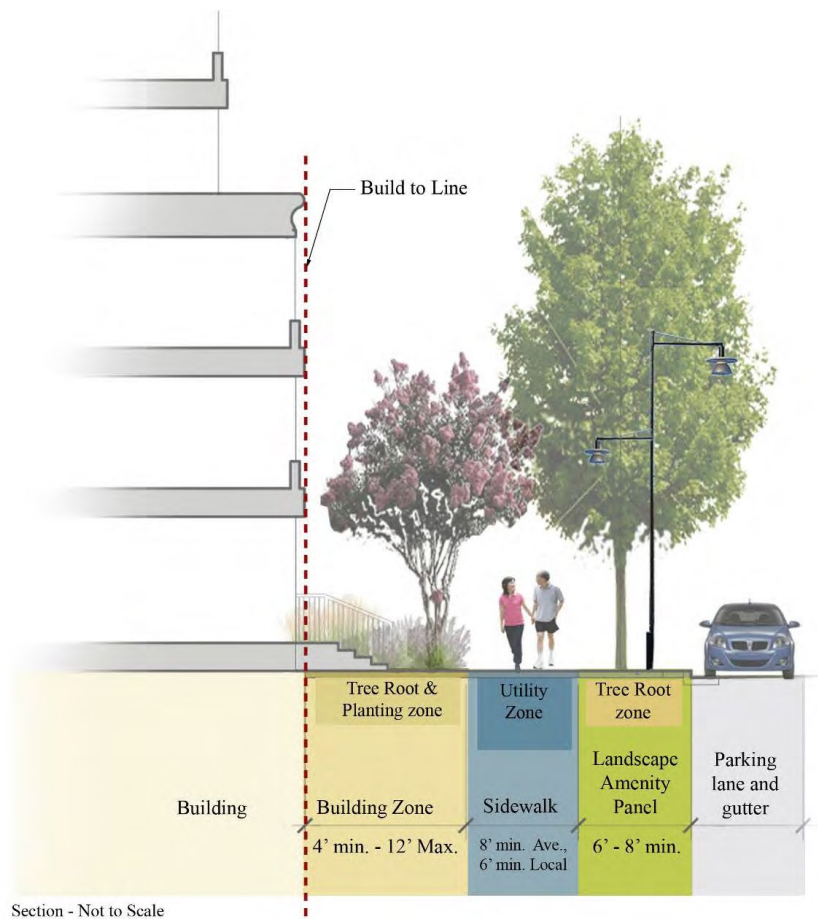 Build to Line
Tree Root &
Planting zone
Utility
Zone
Tree Root
zone
Building
Building Zone
Sidewalk
Landscape
Amenity
Panel
Parking
lane and
gutter
4’ min. - 12’ Max.
8’ min. Ave.,
6’ min. Local
6’ - 8’ min.
Section - Not to Scale